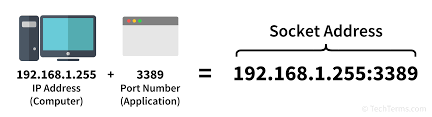 Socket Address
192.168.1.255 + 3389 = 192.168.1.255:3389
IP Address Port Number
(Computer) (Application)
© TechTerms.com